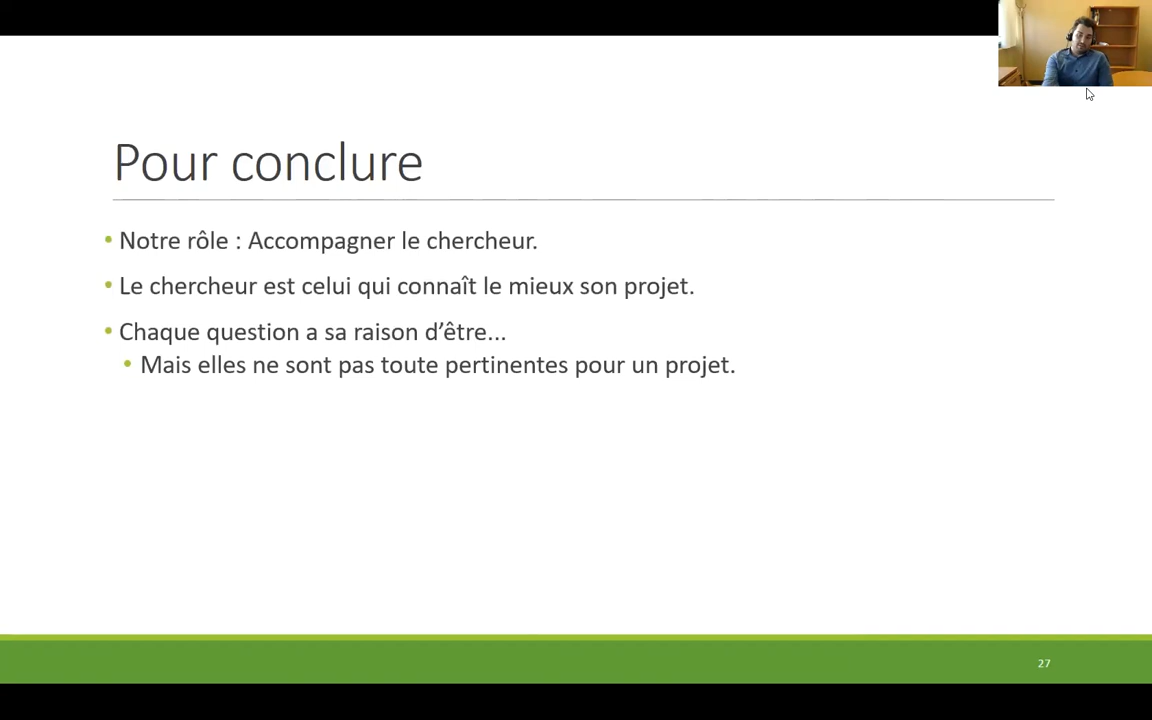 Pour conclure
• Notre rôle : Accompagner le chercheur.
• Le chercheur est celui qui connaît le mieux son projet.
• Chaque question a sa raison d’être...
• Mais elles ne sont pas toute pertinentes pour un projet.
27